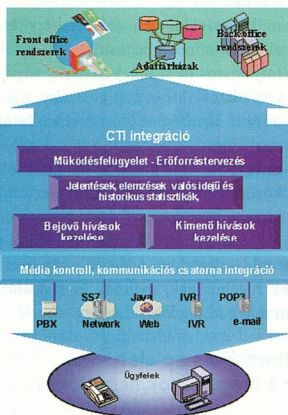 Front office
rendszerek
Adattárházak
Back office
rendszerek
CTI integráció
Működésfelügyelet - Erőforrástervezés
Jelentések, elemzések valós idejű és
historikus statisztikák,
Bejövő hívások
kezelése
Kimenő hívások
kezelése
Média kontroll, kommunikációs csatorna integráció
SS7 Java IVR POP3
PBX Network Web IVR e-mail
Ügyfelek